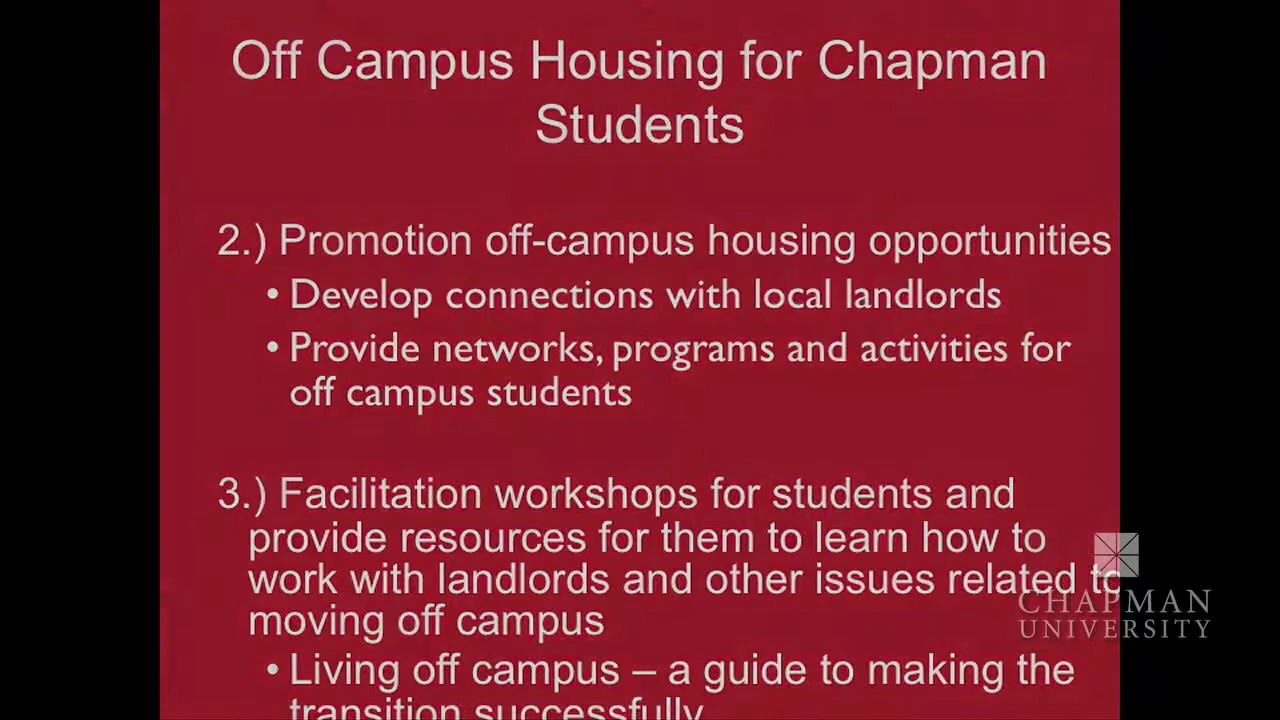 Off Campus Housing for Chapman
Students
2.) Promotion off-campus housing opportunities
• Develop connections with local landlords
• Provide networks, programs and activities for
off campus students
3.) Facilitation workshops for students and
provide resources for them to learn how to
work with landlords and other issues related to
moving off campus
• Living off campus – a guide to making the
transition successfully
CHAPMAN
UNIVERSITY